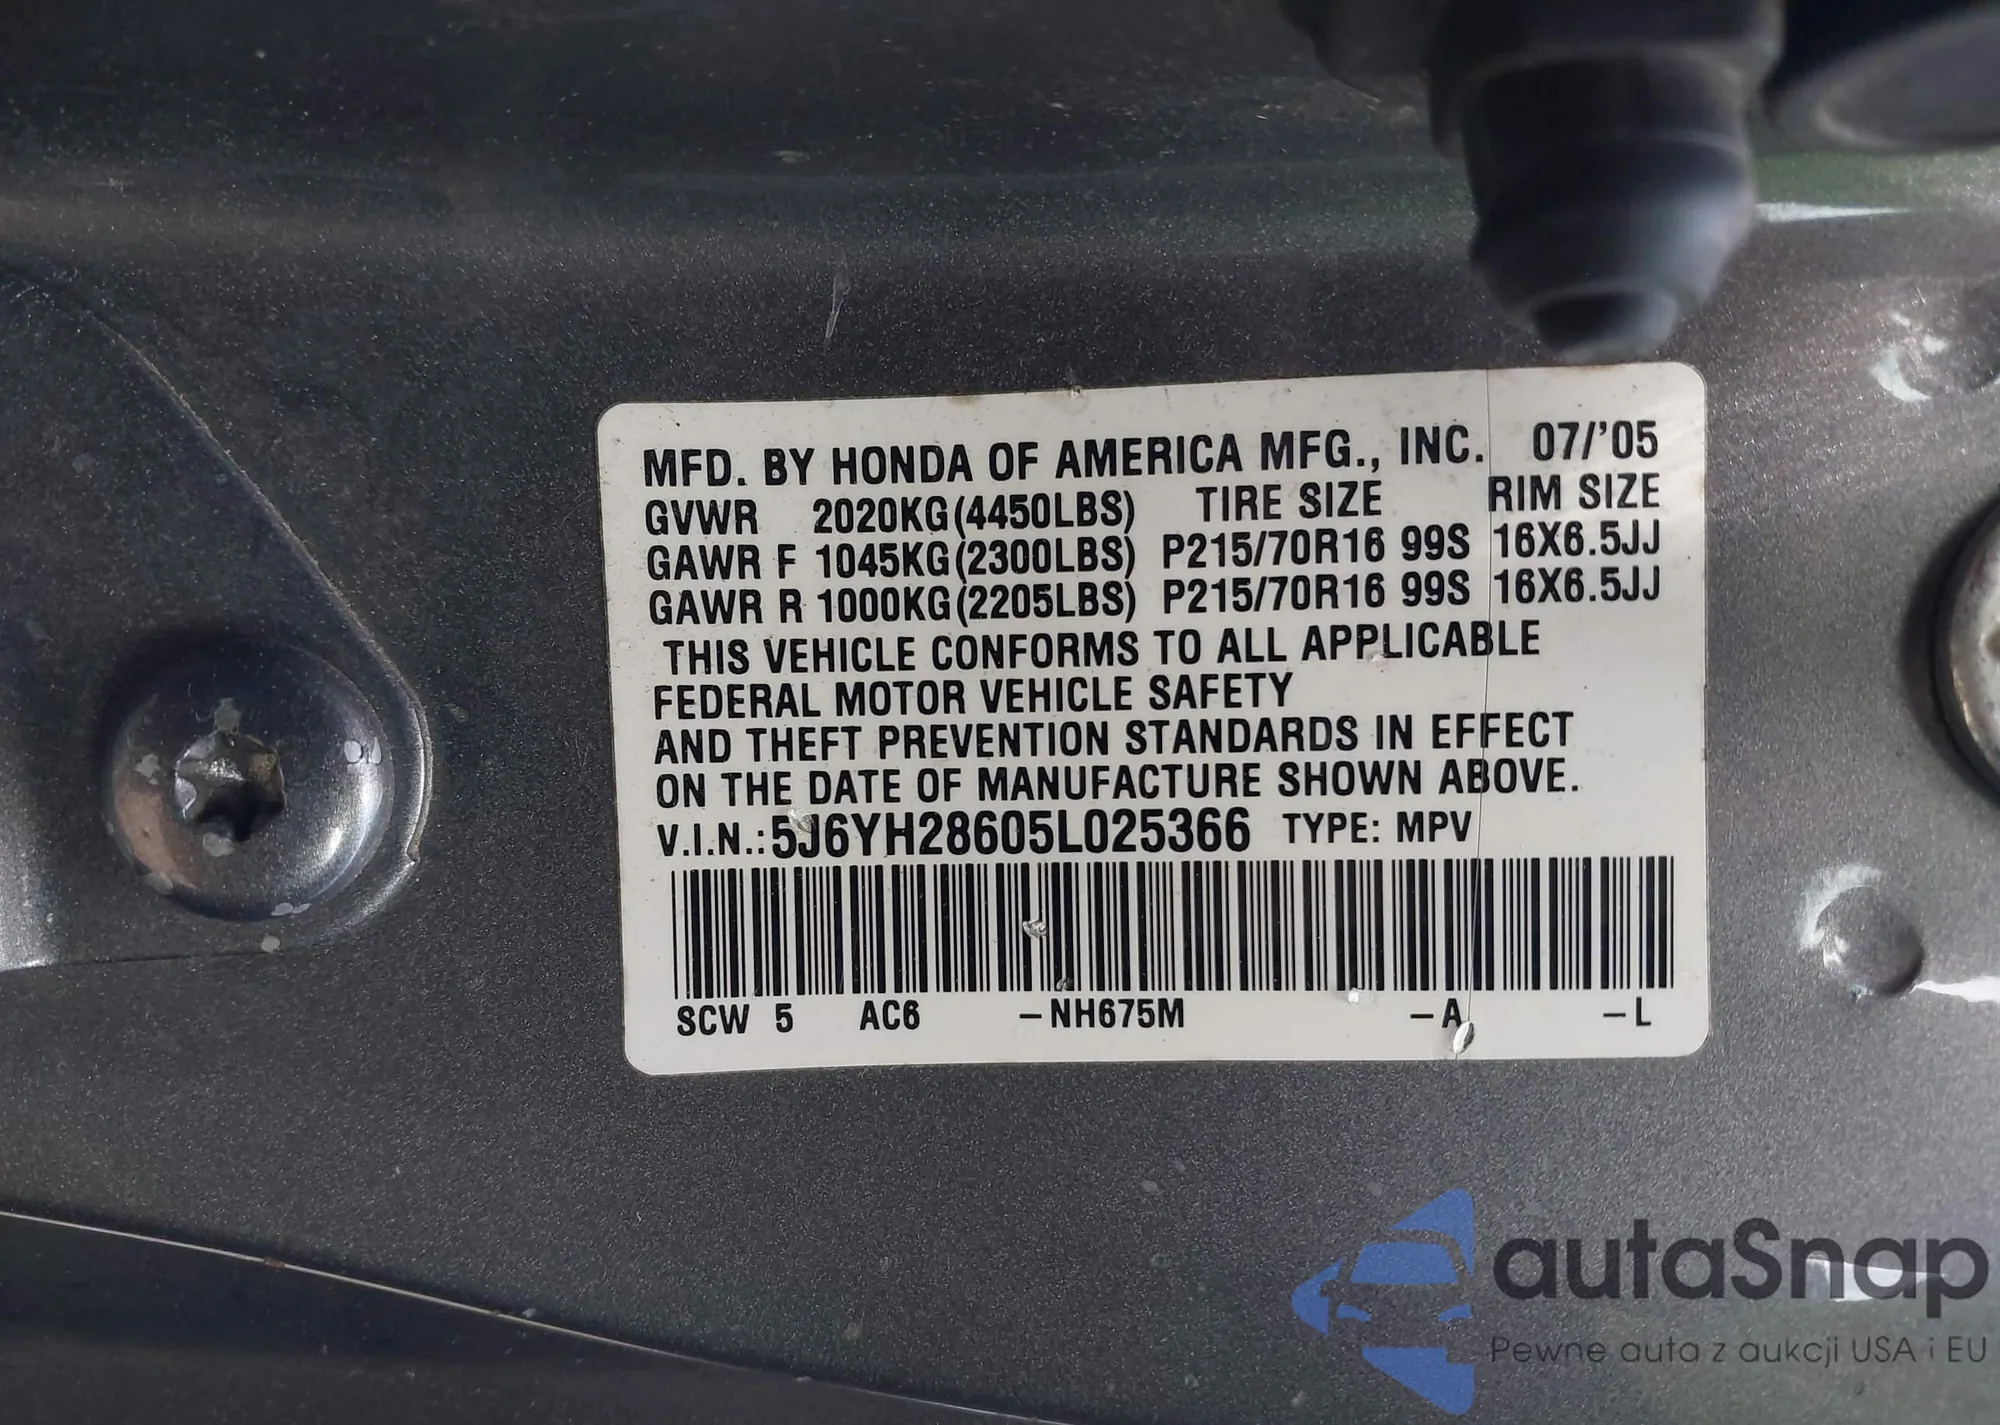 MFD. BY HONDA OF AMERICA MFG., INC. 07/'05
GVWR 2020KG(4450LBS) TIRE SIZE RIM SIZE
GAWR F 1045KG(2300LBS) P215/70R16 99S 16X6.5JJ
GAWR R 1000KG(2205LBS) P215/70R16 99S 16X6.5JJ
THIS VEHICLE CONFORMS TO ALL APPLICABLE
FEDERAL MOTOR VEHICLE SAFETY
AND THEFT PREVENTION STANDARDS IN EFFECT
ON THE DATE OF MANUFACTURE SHOWN ABOVE.
V.I.N.: 5J6YH28605L025366 TYPE: MPV
SCW 5 AC6 -NH675M -A -L
autaSnap
Pewne auta z aukcji USA i EU